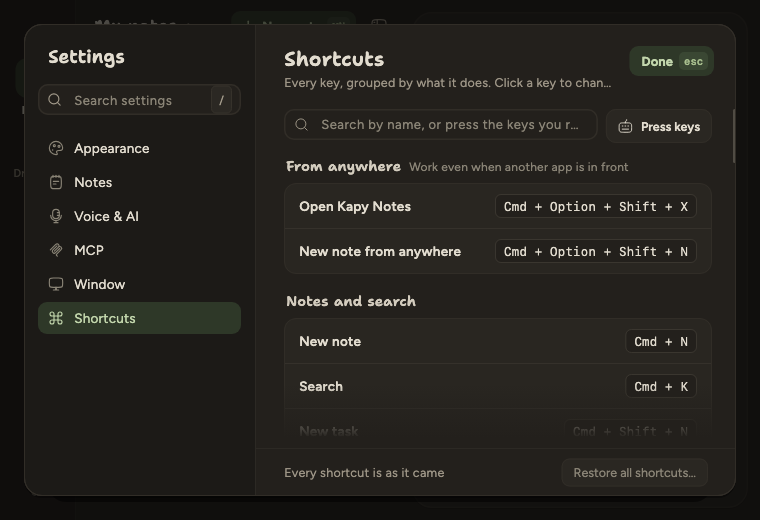 Settings
Search settings /
Appearance
Notes
Voice & AI
MCP
Window
Shortcuts
Shortcuts
Done esc
Every key, grouped by what it does. Click a key to chan...
Search by name, or press the keys you r...
Press keys
From anywhere Work even when another app is in front
Open Kapy Notes Cmd + Option + Shift + X
New note from anywhere Cmd + Option + Shift + N
Notes and search
New note Cmd + N
Search Cmd + K
New task Cmd + Shift + N
Every shortcut is as it came
Restore all shortcuts...